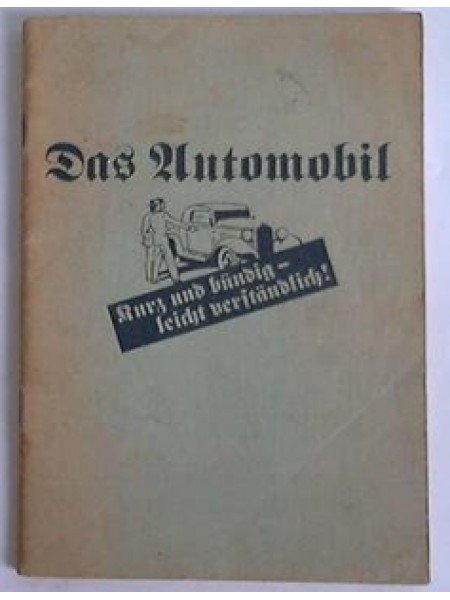 Das Automobil
Kurz und bündig –
leicht verständlich!